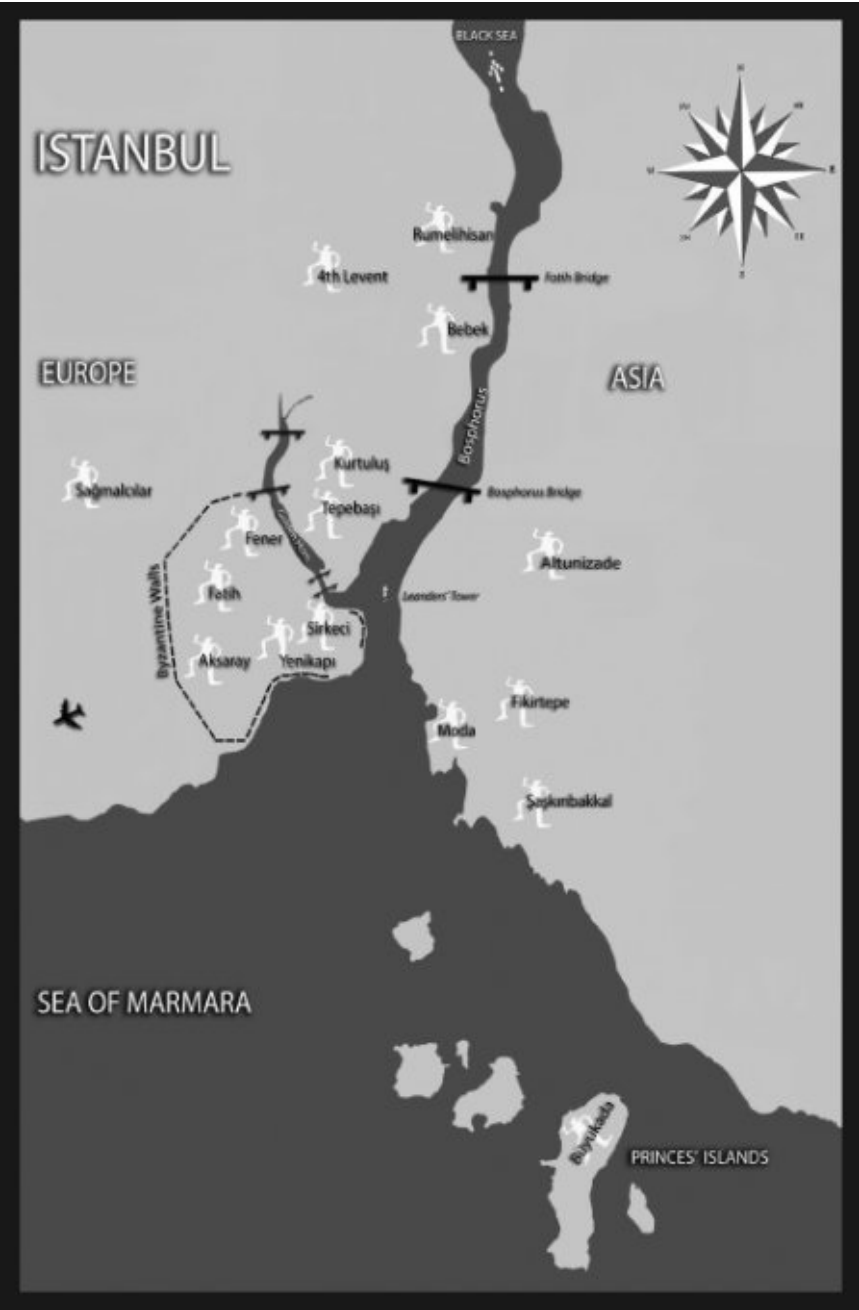 BLACK SEA
ISTANBUL
N
Rumelihisarı
4th Levent
Fatih Bridge
Bebek
EUROPE
ASIA
Bosphorus
Kurtuluş
Sağmalcılar
Bosphorus Bridge
Tepebaşı
Fener
Altunizade
Fatih
Leanders' Tower
Byzantine Walls
Sirkeci
Aksaray
Yenikapı
Fikirtepe
Moda
Şaşkınbakkal
SEA OF MARMARA
Büyükada
PRINCES' ISLANDS